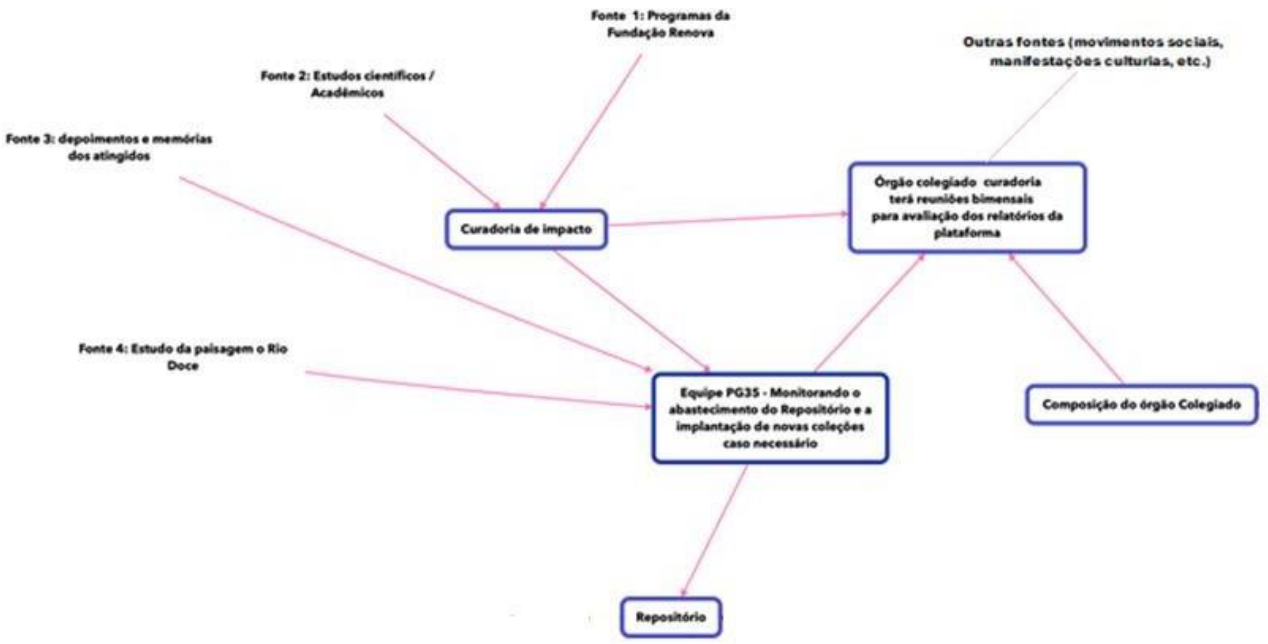 Fonte 1: Programas da
Fundação Renova
Outras fontes (movimentos sociais,
manifestações culturias, etc.)
Fonte 2: Estudos científicos /
Acadêmicos
Fonte 3: depoimentos e memórias
dos atingidos
Órgão colegiado curadoria
terá reuniões bimensais
para avaliação dos relatórios da
plataforma
Curadoria de impacto
Fonte 4: Estudo da paisagem o Rio
Doce
Equipe PG35 - Monitorando o
abastecimento do Repositório e a
implantação de novas coleções
caso necessário
Composição do órgão Colegiado
Repositório